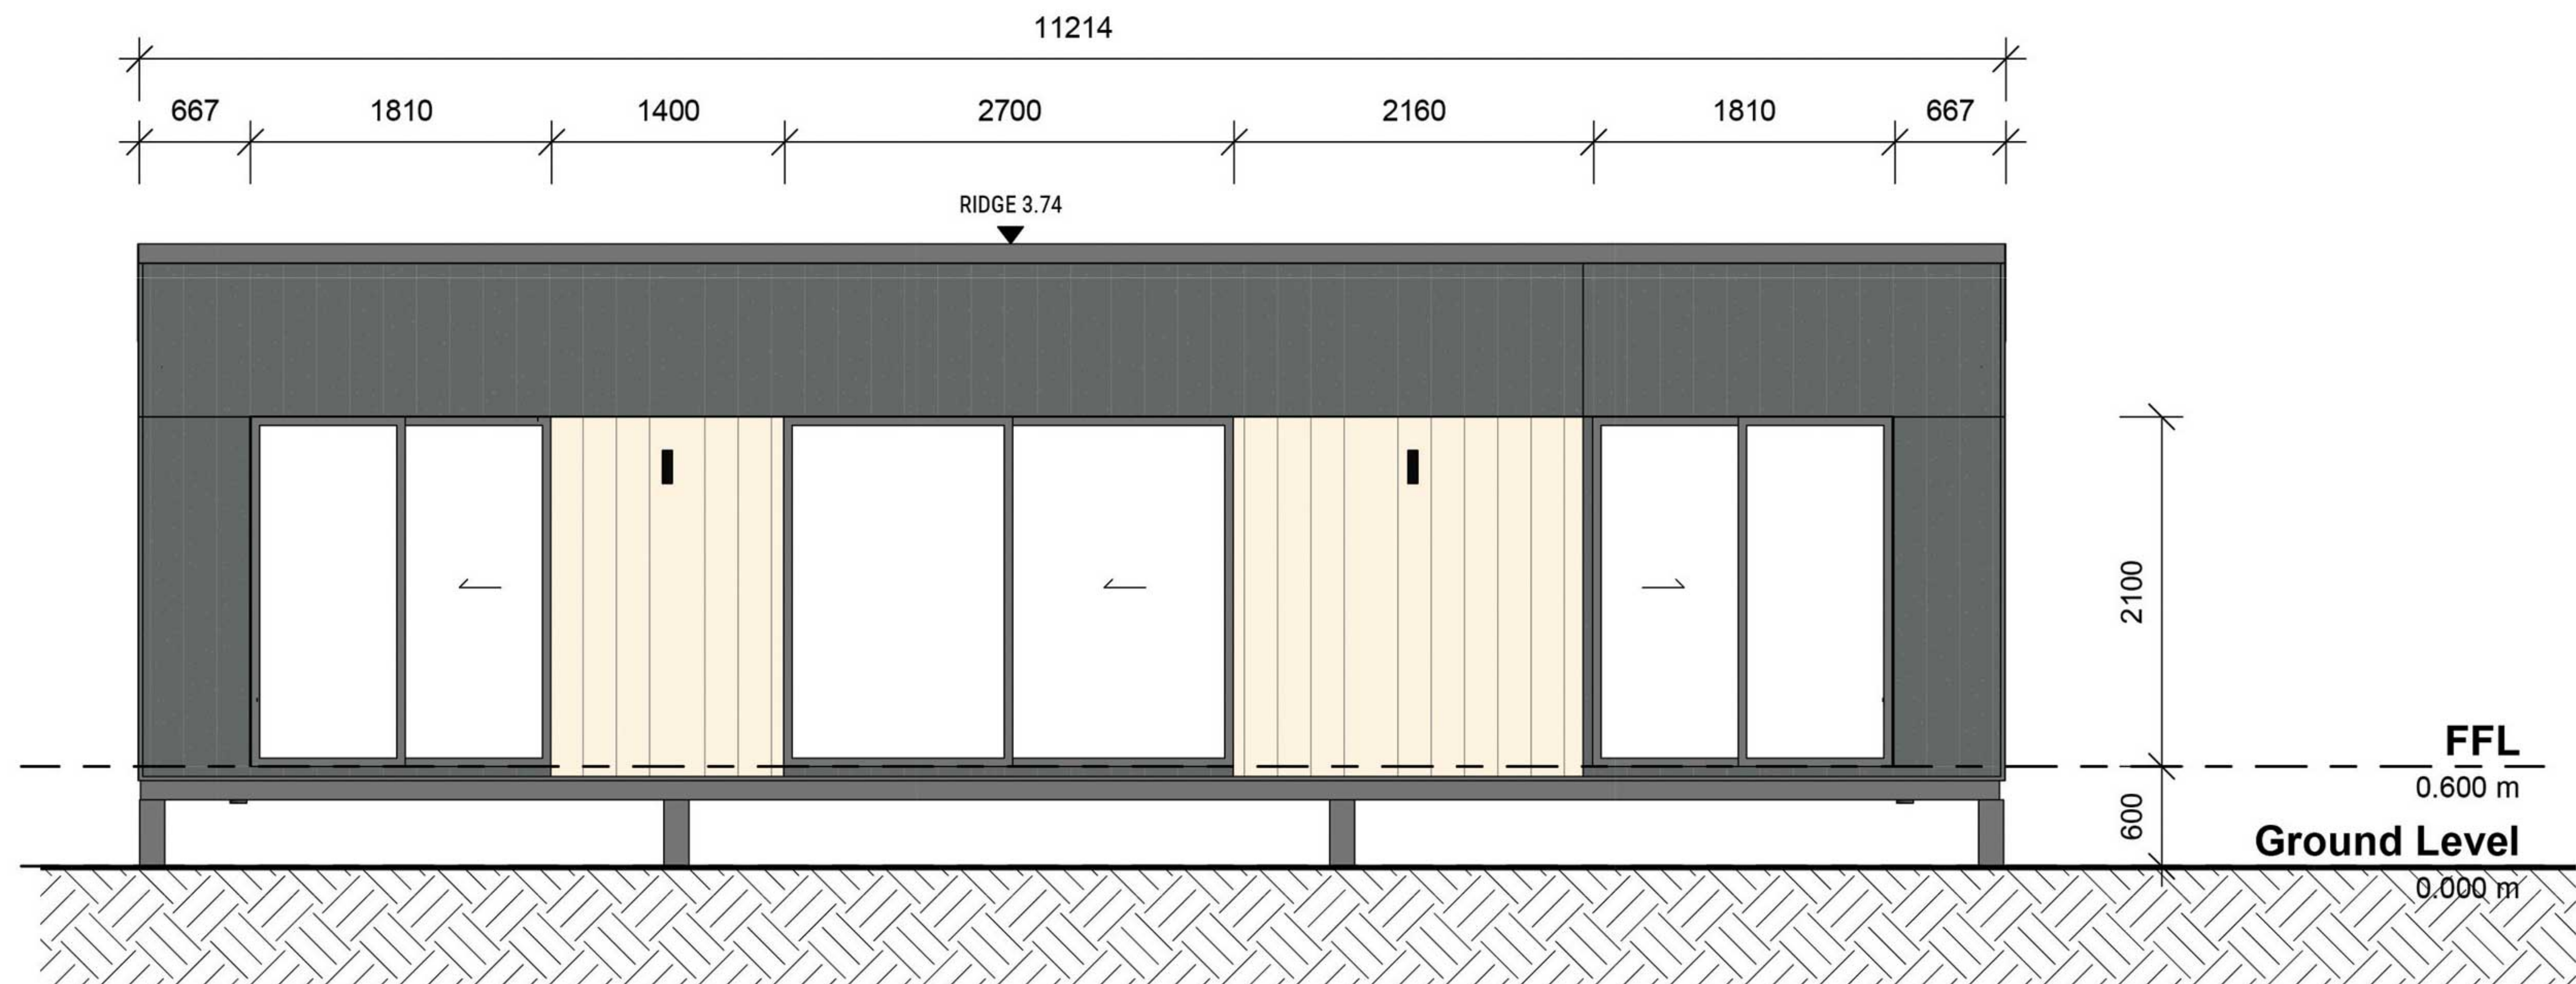 11214
667 1810 1400 2700 2160 1810 667
RIDGE 3.74
2100
FFL
0.600 m
600
Ground Level
0.000 m